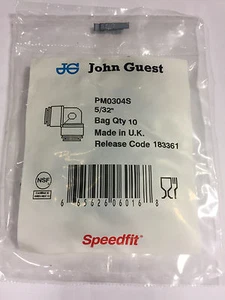 JG John Guest
PM0304S
5/32"
Bag Qty 10
Made in U.K.
Release Code 183361
NSF
6 65626 06016 8
Speedfit®